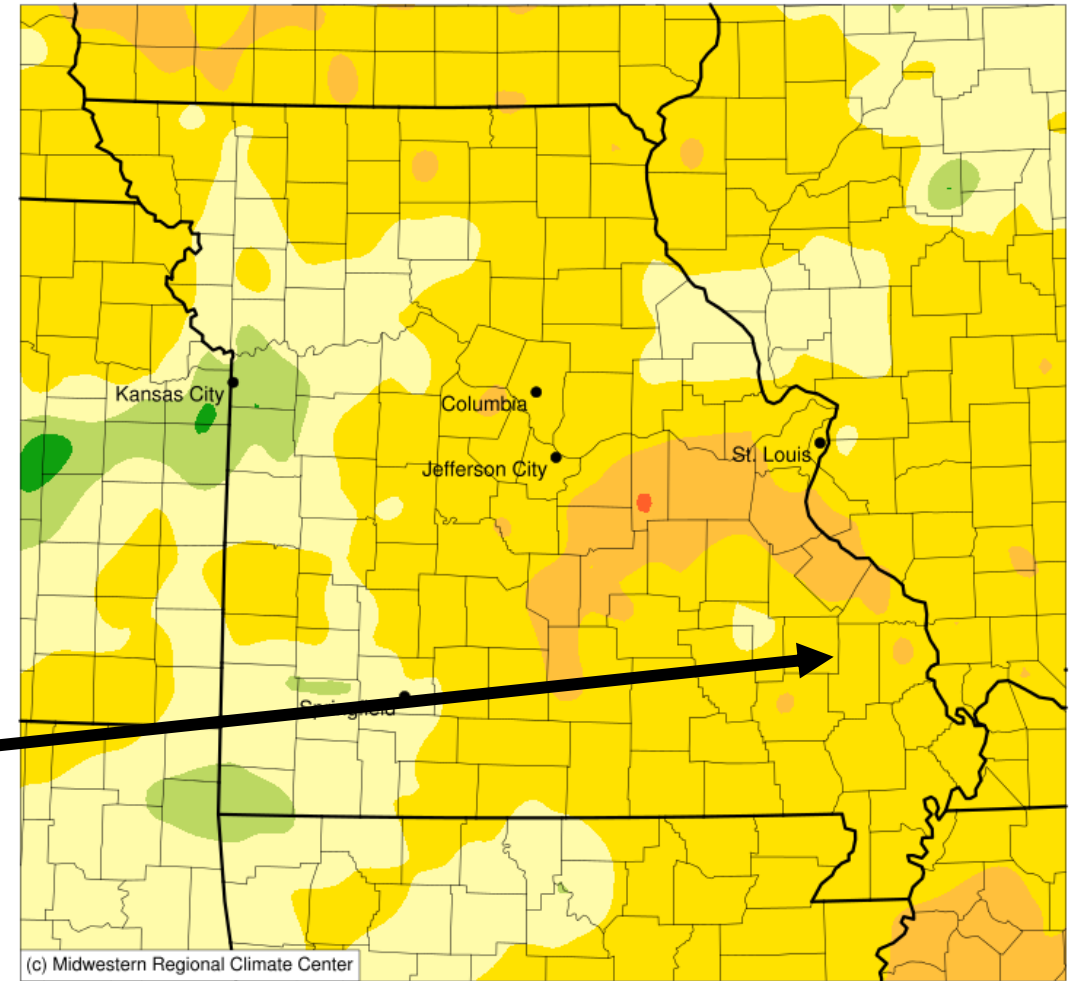 Kansas City
Columbia
Jefferson City
St. Louis
Springfield
(c) Midwestern Regional Climate Center